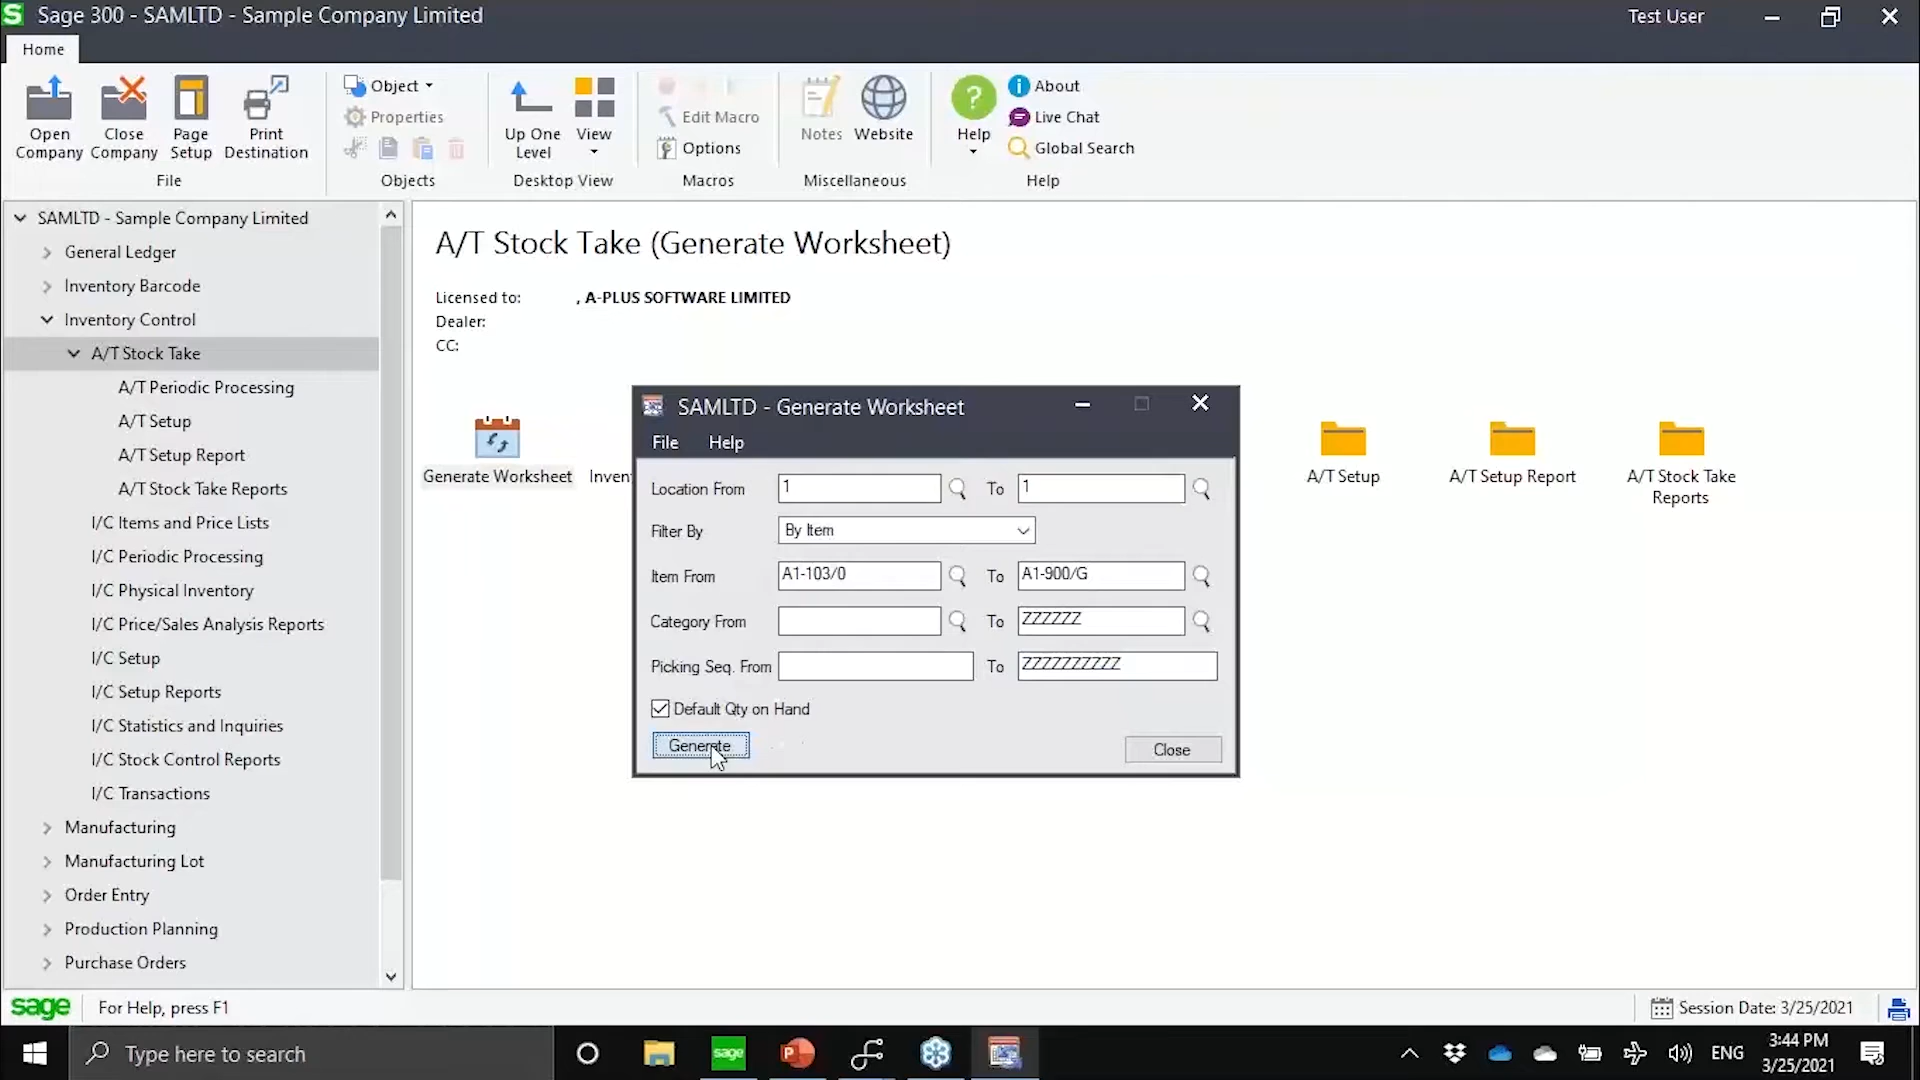 Sage 300 - SAMLTD - Sample Company Limited
Test User
Home
Open Company
Close Company
Page Setup
Print Destination
File
Object
Properties
Objects
Up One Level
View
Desktop View
Edit Macro
Options
Macros
Notes
Website
Miscellaneous
Help
About
Live Chat
Global Search
Help
SAMLTD - Sample Company Limited
General Ledger
Inventory Barcode
Inventory Control
A/T Stock Take
A/T Periodic Processing
A/T Setup
A/T Setup Report
A/T Stock Take Reports
I/C Items and Price Lists
I/C Periodic Processing
I/C Physical Inventory
I/C Price/Sales Analysis Reports
I/C Setup
I/C Setup Reports
I/C Statistics and Inquiries
I/C Stock Control Reports
I/C Transactions
Manufacturing
Manufacturing Lot
Order Entry
Production Planning
Purchase Orders
A/T Stock Take (Generate Worksheet)
Licensed to: , A-PLUS SOFTWARE LIMITED
Dealer:
CC:
Generate Worksheet
Inven
A/T Setup
A/T Setup Report
A/T Stock Take
Reports
SAMLTD - Generate Worksheet
File Help
Location From 1 To 1
Filter By By Item
Item From A1-103/0 To A1-900/G
Category From To ZZZZZZ
Picking Seq. From To ZZZZZZZZZZ
Default Qty on Hand
Generate
Close
sage For Help, press F1
Session Date: 3/25/2021
Type here to search
sage
P
ENG
3:44 PM
3/25/2021